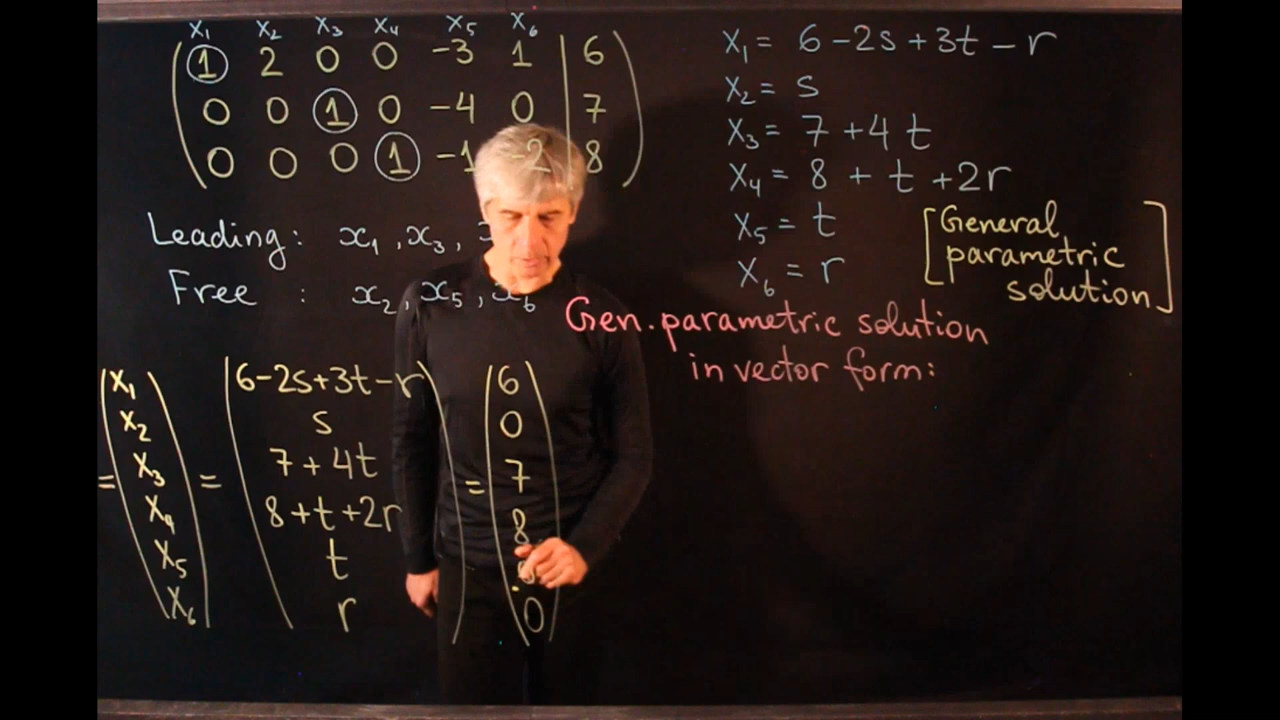 x₁ x₂ x₃ x₄ x₅ x₆
1 2 0 0 -3 1 | 6
0 0 1 0 -4 0 | 7
0 0 0 1 -1 -2 | 8
Leading: x₁, x₃,
Free : x₂, x₅, x₆
x₁ = 6 - 2s + 3t - r
x₂ = s
x₃ = 7 + 4t
x₄ = 8 + t + 2r
x₅ = t
x₆ = r
[General
parametric
solution]
Gen. parametric solution
in vector form:
= (x₁ x₂ x₃ x₄ x₅ x₆)
= (6-2s+3t-r
s
7+4t
8+t+2r
t
r)
= (6
0
7
8
0)